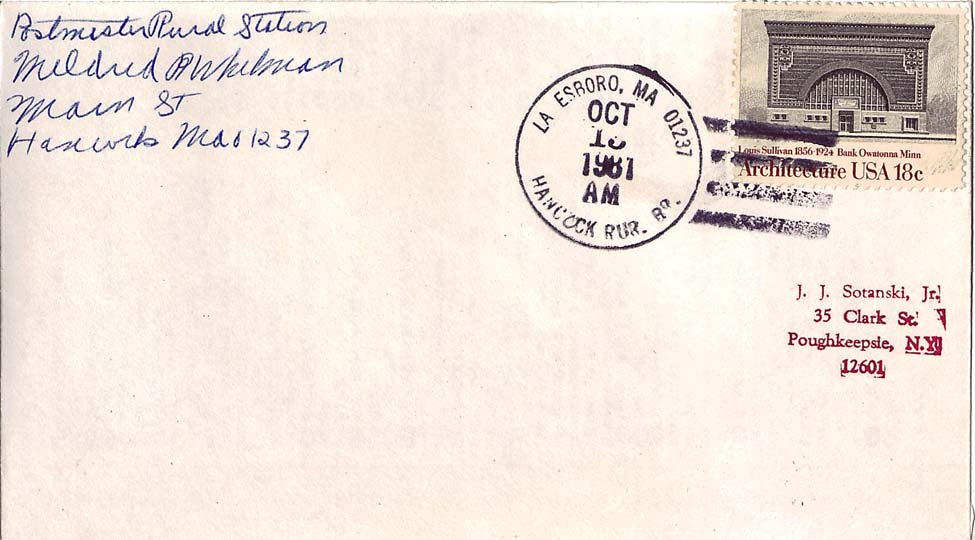 Postmaster Rural Station
Mildred
Main St
Hancock Ma 01237
LA ESBORO, MA 01237
OCT
1981
AM
HANCOCK RUR. BR.
Louis Sullivan 1856-1924 Bank Owatonna Minn
Architecture USA 18c
J. J. Sotanski, Jr.
35 Clark St.
Poughkeepsie, N.Y.
12601